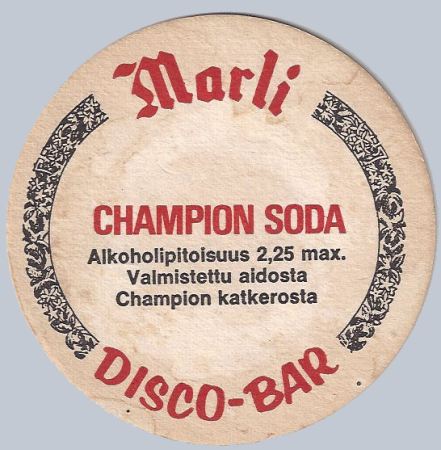 Marli
CHAMPION SODA
Alkoholipitoisuus 2,25 max.
Valmistettu aidosta
Champion katkerosta
DISCO-BAR